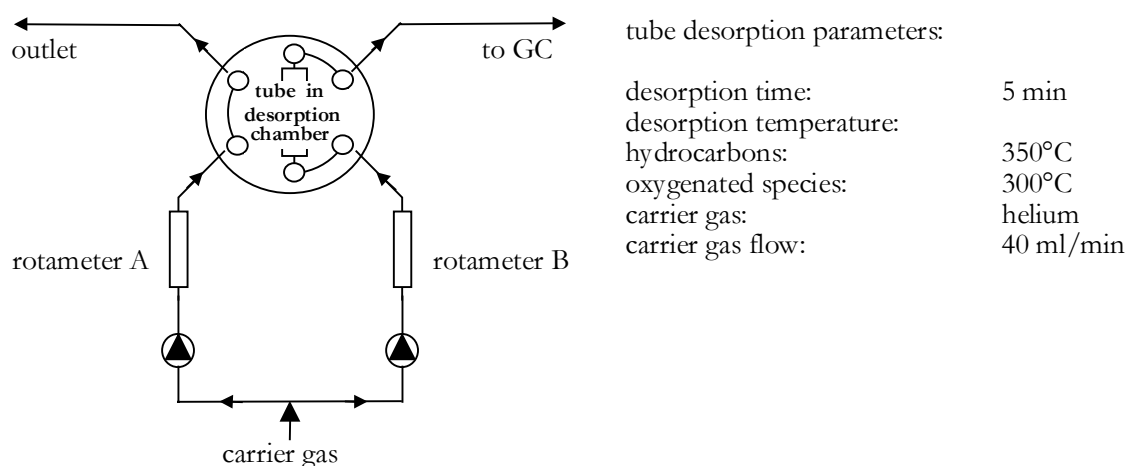 outlet
to GC
tube in
desorption
chamber
rotameter A
rotameter B
carrier gas
tube desorption parameters:
desorption time: 5 min
desorption temperature:
hydrocarbons: 350°C
oxygenated species: 300°C
carrier gas: helium
carrier gas flow: 40 ml/min